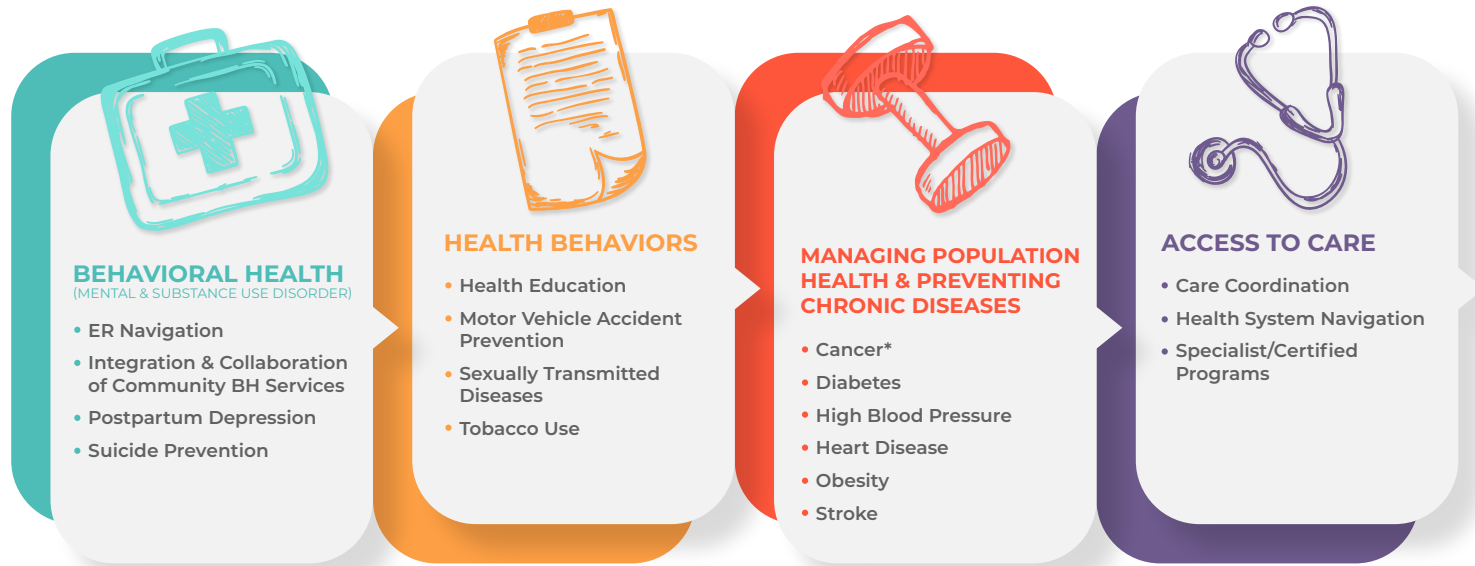 BEHAVIORAL HEALTH
(MENTAL & SUBSTANCE USE DISORDER)
• ER Navigation
• Integration & Collaboration
of Community BH Services
• Postpartum Depression
• Suicide Prevention
HEALTH BEHAVIORS
• Health Education
• Motor Vehicle Accident
Prevention
• Sexually Transmitted
Diseases
• Tobacco Use
MANAGING POPULATION
HEALTH & PREVENTING
CHRONIC DISEASES
• Cancer*
• Diabetes
• High Blood Pressure
• Heart Disease
• Obesity
• Stroke
ACCESS TO CARE
• Care Coordination
• Health System Navigation
• Specialist/Certified
Programs